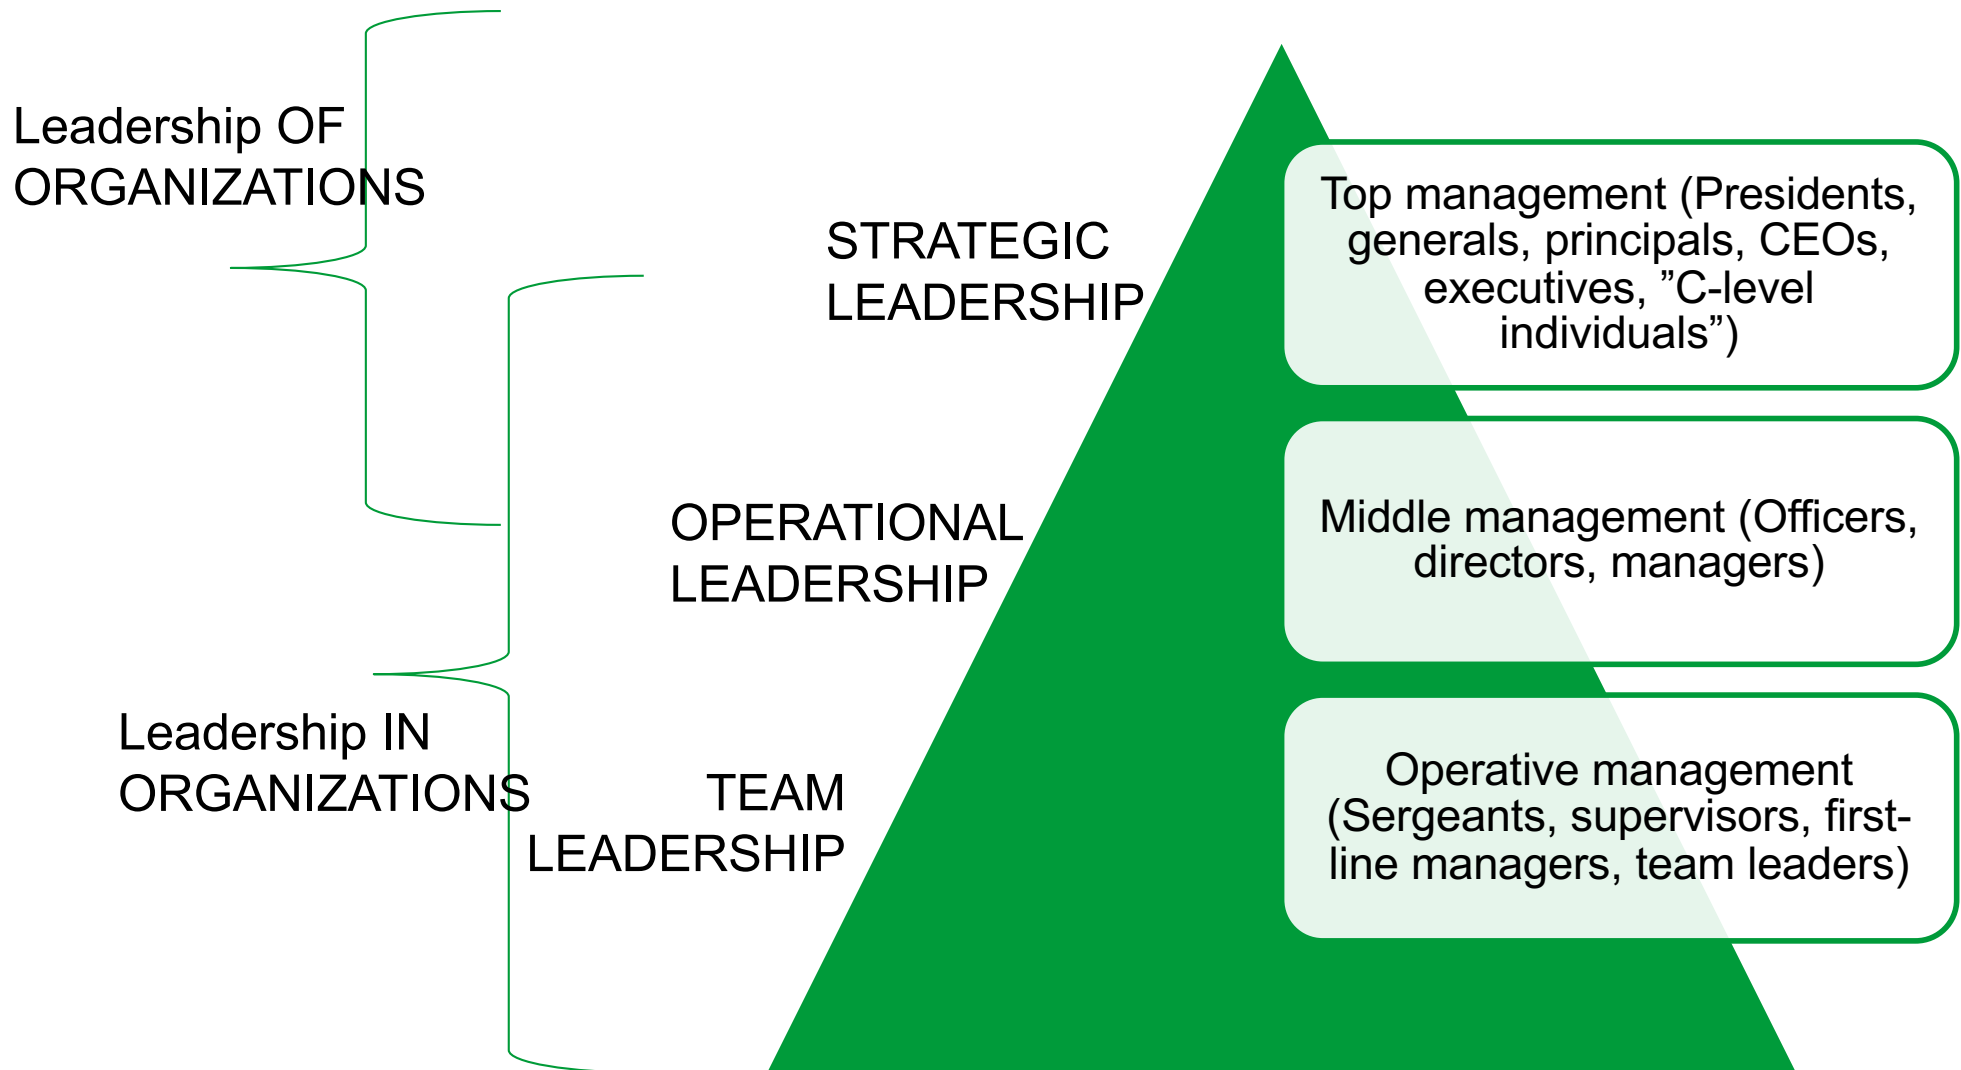 Leadership OF
ORGANIZATIONS
STRATEGIC
LEADERSHIP
Top management (Presidents,
generals, principals, CEOs,
executives, ”C-level
individuals”)
OPERATIONAL
LEADERSHIP
Middle management (Officers,
directors, managers)
Leadership IN
ORGANIZATIONS
TEAM
LEADERSHIP
Operative management
(Sergeants, supervisors, first-
line managers, team leaders)